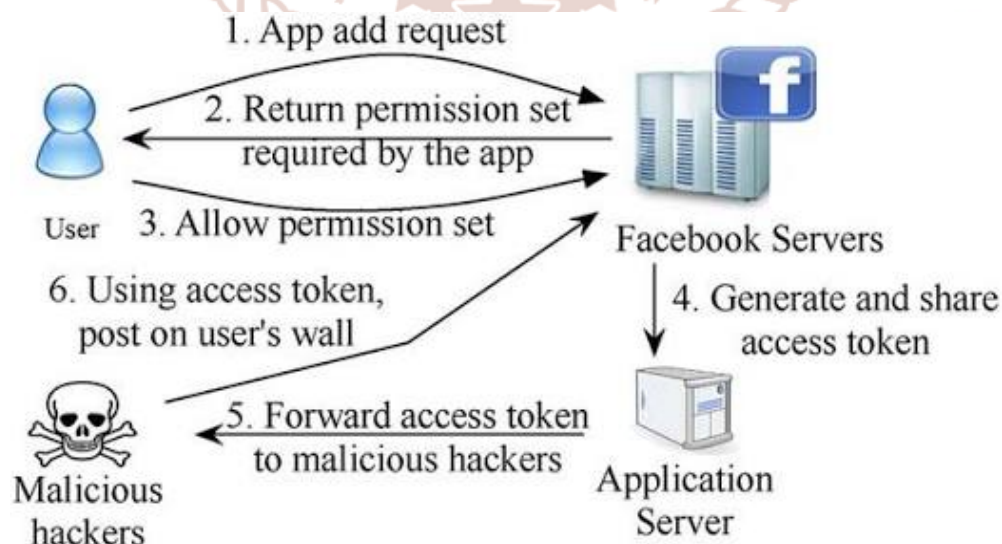 1. App add request
f
2. Return permission set
required by the app
User
3. Allow permission set
Facebook Servers
6. Using access token,
post on user's wall
4. Generate and share
access token
5. Forward access token
to malicious hackers
Malicious
hackers
Application
Server